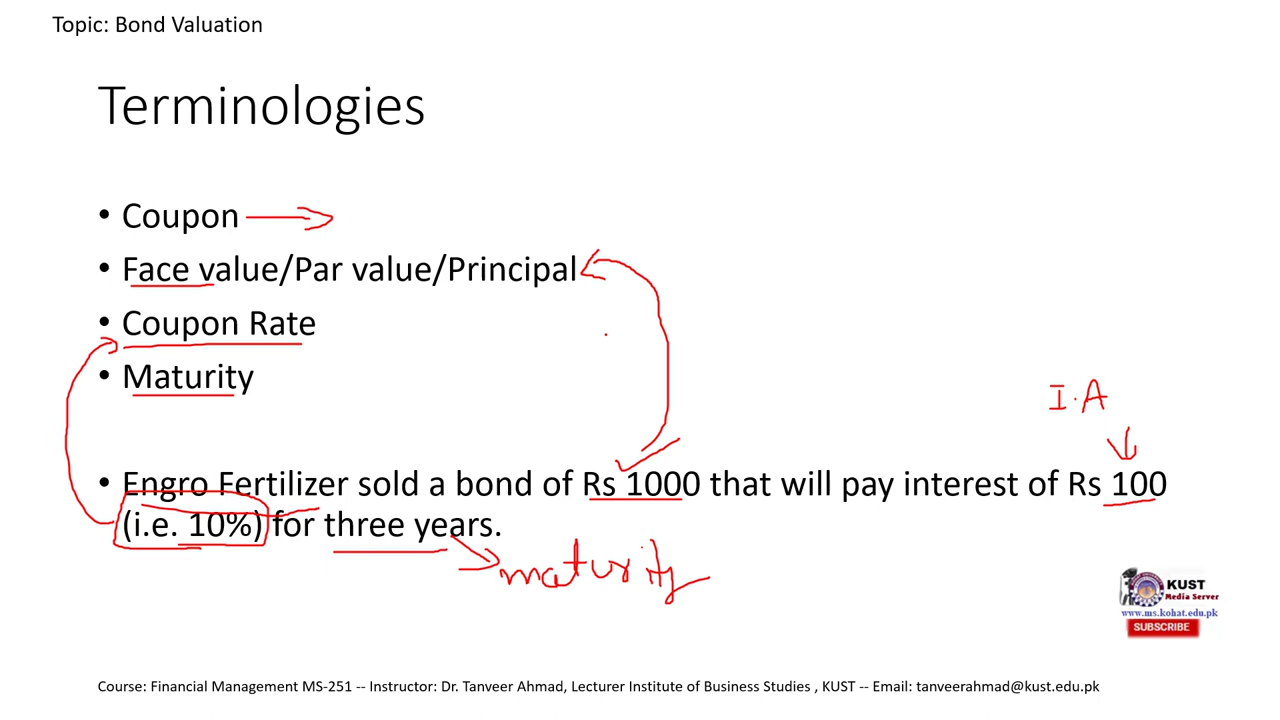 Topic: Bond Valuation
Terminologies
• Coupon
• Face value/Par value/Principal
• Coupon Rate
• Maturity
I.A
• Engro Fertilizer sold a bond of Rs 1000 that will pay interest of Rs 100
(i.e. 10%) for three years.
maturity
KUST
Media Server
www.ms.kohat.edu.pk
SUBSCRIBE
Course: Financial Management MS-251 -- Instructor: Dr. Tanveer Ahmad, Lecturer Institute of Business Studies , KUST -- Email: tanveerahmad@kust.edu.pk